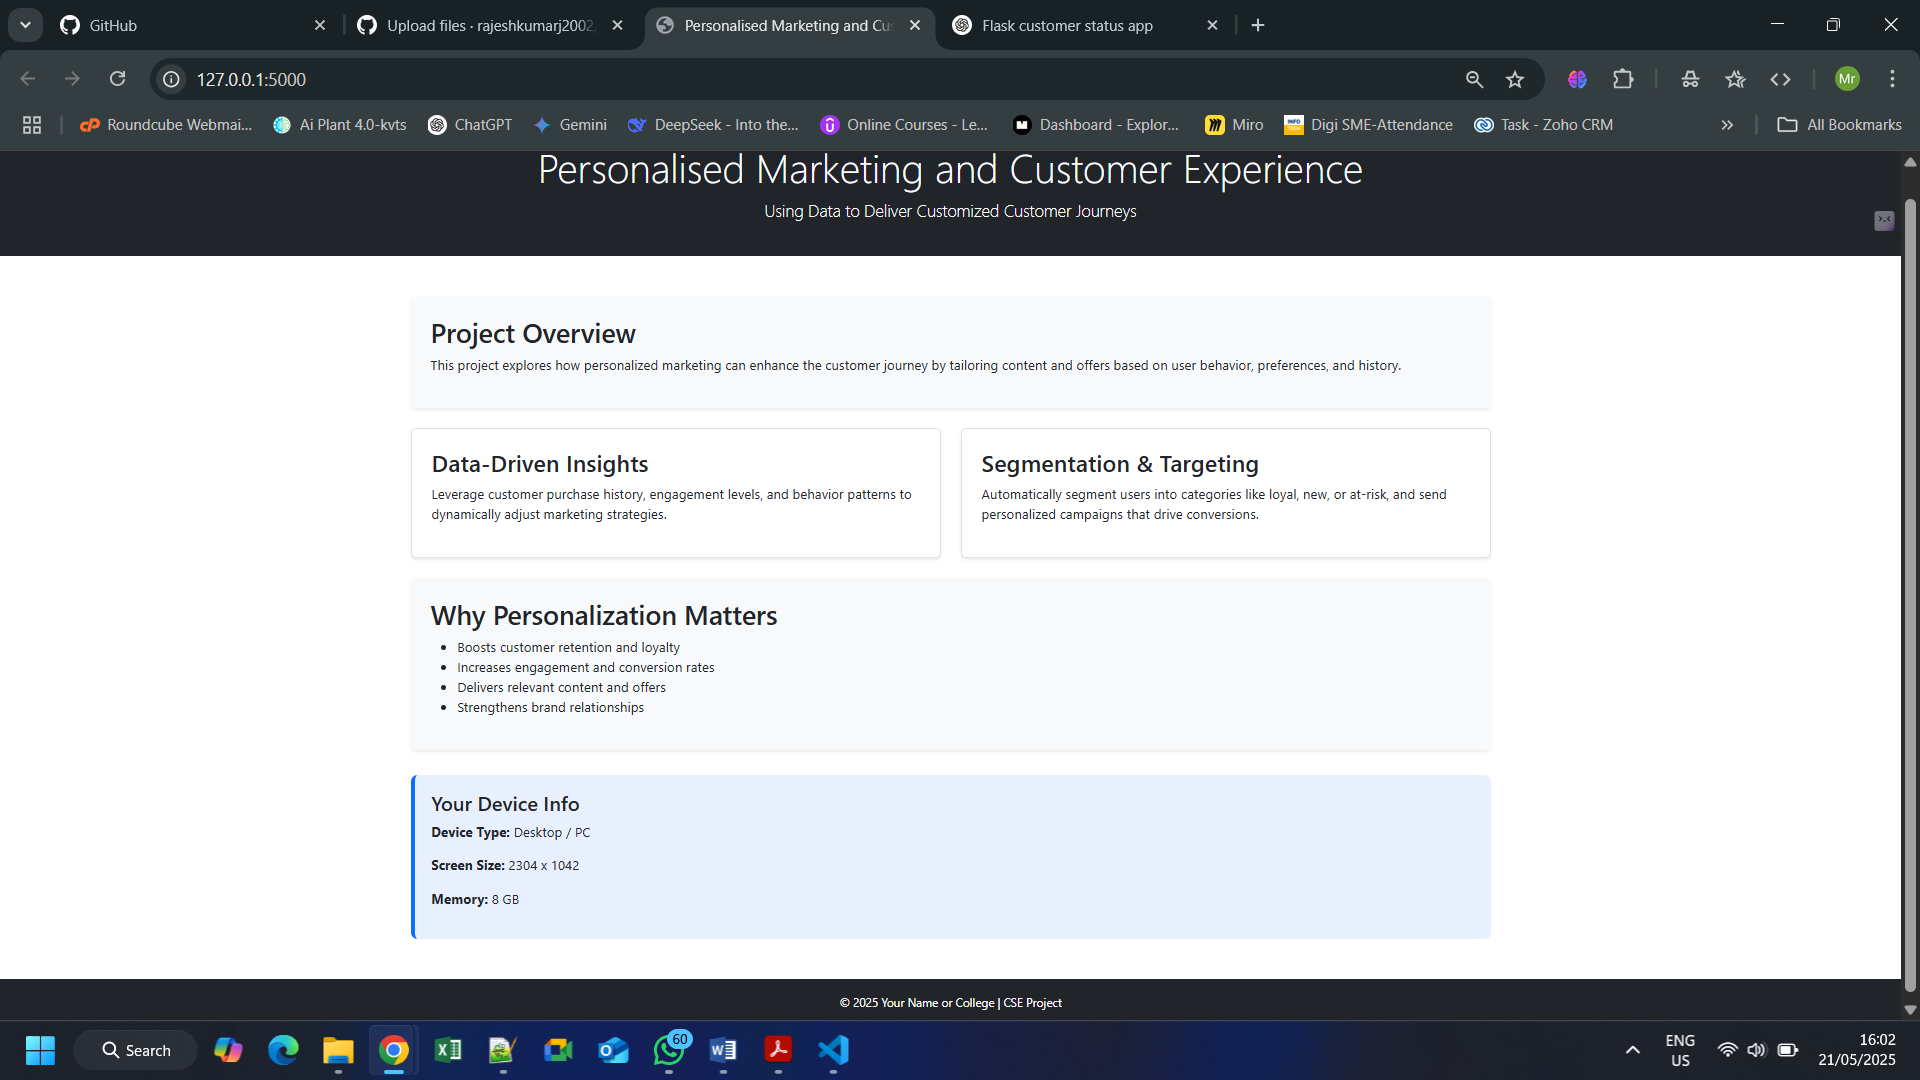 GitHub
Upload files · rajeshkumarj2002
Personalised Marketing and Cu
Flask customer status app
127.0.0.1:5000
Mr
Roundcube Webmai...
Ai Plant 4.0-kvts
ChatGPT
Gemini
DeepSeek - Into the...
Online Courses - Le...
Dashboard - Explor...
Miro
Digi SME-Attendance
Task - Zoho CRM
All Bookmarks
Personalised Marketing and Customer Experience
Using Data to Deliver Customized Customer Journeys
Project Overview
This project explores how personalized marketing can enhance the customer journey by tailoring content and offers based on user behavior, preferences, and history.
Data-Driven Insights
Leverage customer purchase history, engagement levels, and behavior patterns to
dynamically adjust marketing strategies.
Segmentation & Targeting
Automatically segment users into categories like loyal, new, or at-risk, and send
personalized campaigns that drive conversions.
Why Personalization Matters
Boosts customer retention and loyalty
Increases engagement and conversion rates
Delivers relevant content and offers
Strengthens brand relationships
Your Device Info
Device Type: Desktop / PC
Screen Size: 2304 x 1042
Memory: 8 GB
© 2025 Your Name or College | CSE Project
Search
60
ENG
US
16:02
21/05/2025